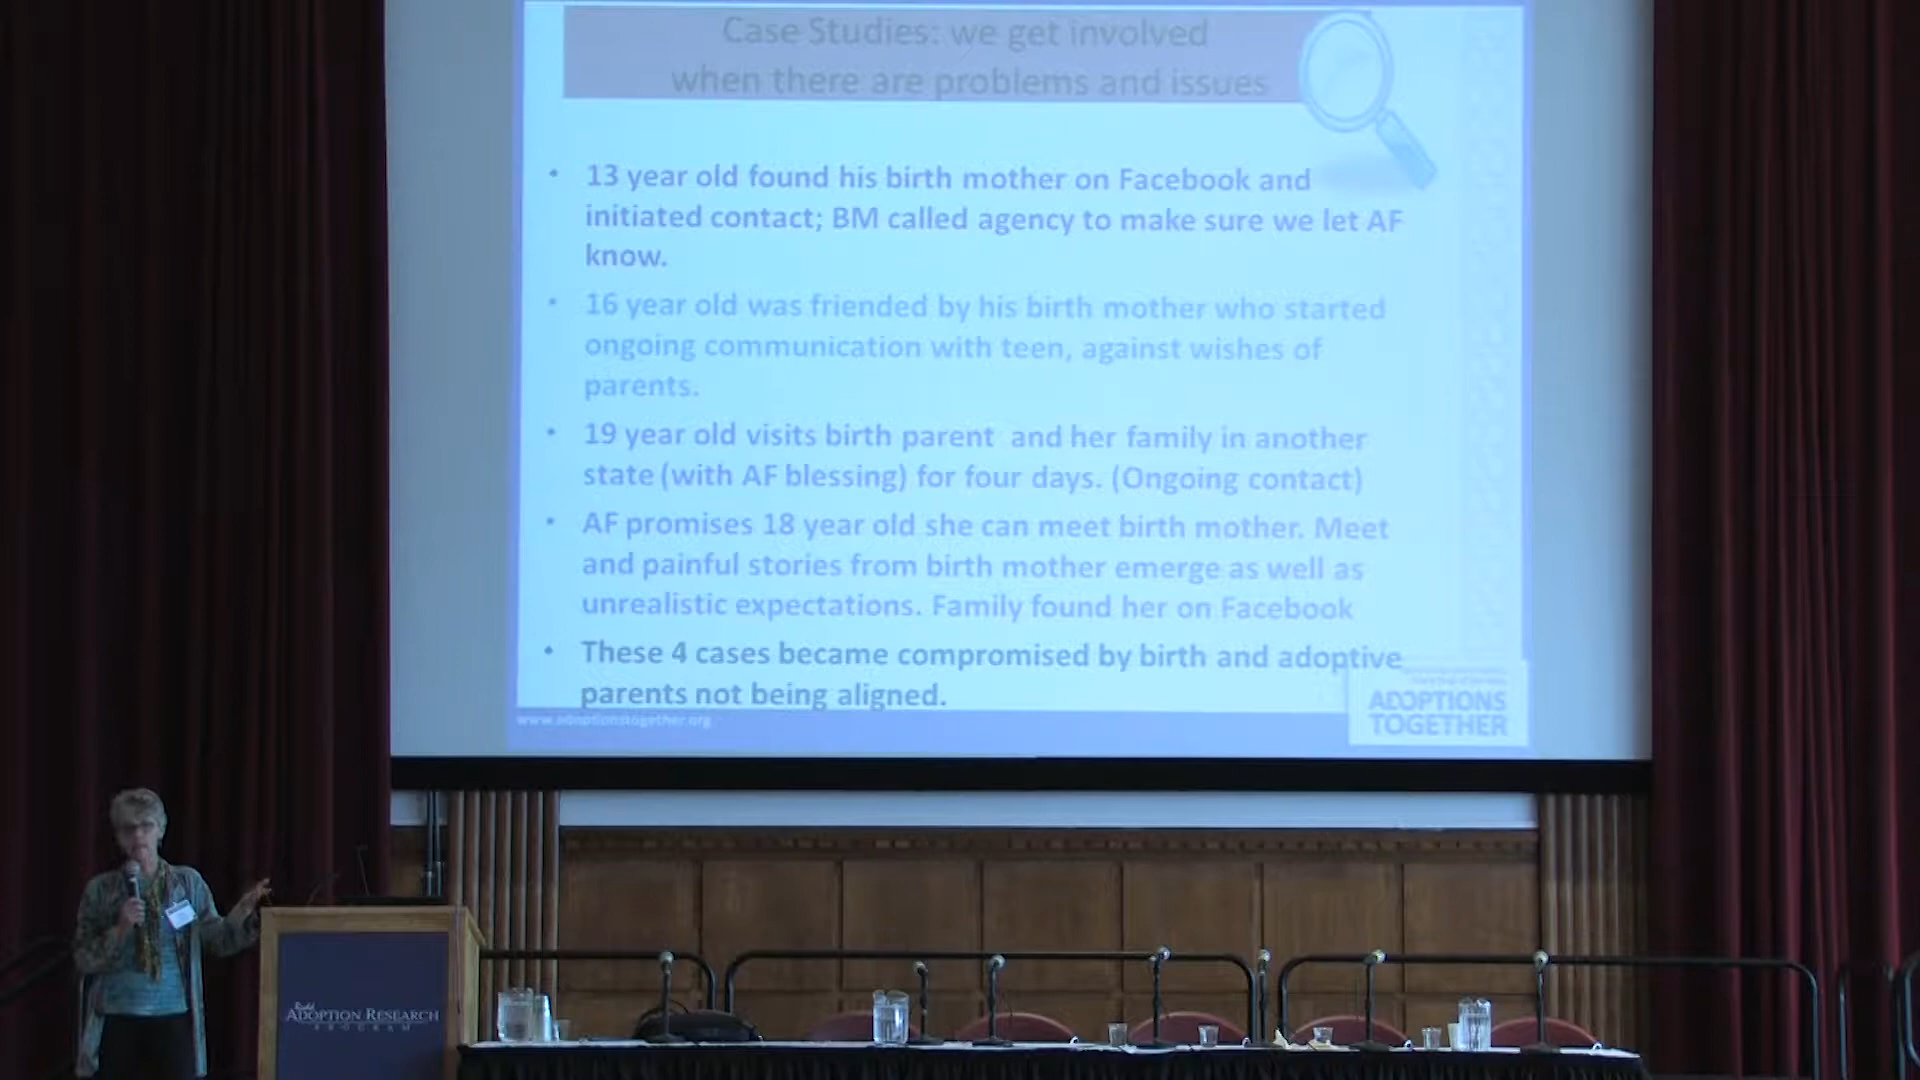 Case Studies: we get involved
when there are problems and issues
• 13 year old found his birth mother on Facebook and
initiated contact; BM called agency to make sure we let AF
know.
• 16 year old was friended by his birth mother who started
ongoing communication with teen, against wishes of
parents.
• 19 year old visits birth parent and her family in another
state (with AF blessing) for four days. (Ongoing contact)
• AF promises 18 year old she can meet birth mother. Meet
and painful stories from birth mother emerge as well as
unrealistic expectations. Family found her on Facebook
• These 4 cases became compromised by birth and adoptive
parents not being aligned.
www.adoptionstogether.org
ADOPTIONS
TOGETHER
Rudd
ADOPTION RESEARCH
PROGRAM